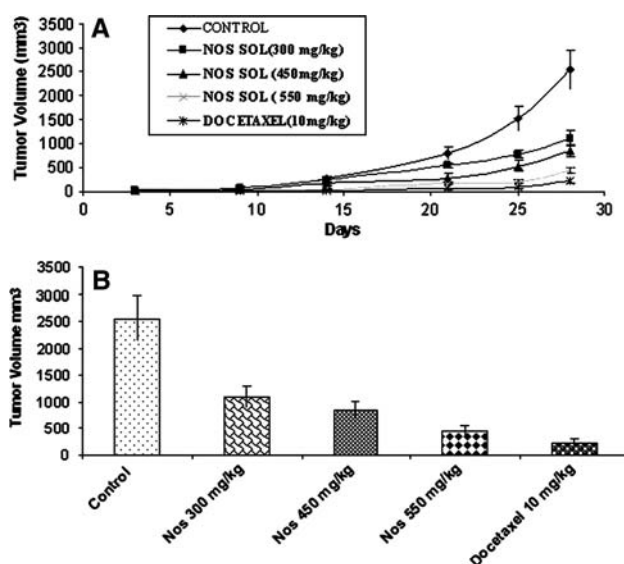 A
Tumor Volume (mm3)
3500
3000
2500
2000
1500
1000
500
0
CONTROL
NOS SOL(300 mg/kg)
NOS SOL (450mg/kg)
NOS SOL ( 550 mg/kg)
DOCETAXEL(10mg/kg)
0 5 10 15 20 25 30
Days
B
Tumor Volume mm3
3500
3000
2500
2000
1500
1000
500
0
Control
Nos 300 mg/kg
Nos 450 mg/kg
Nos 550 mg/kg
Docetaxel 10 mg/kg